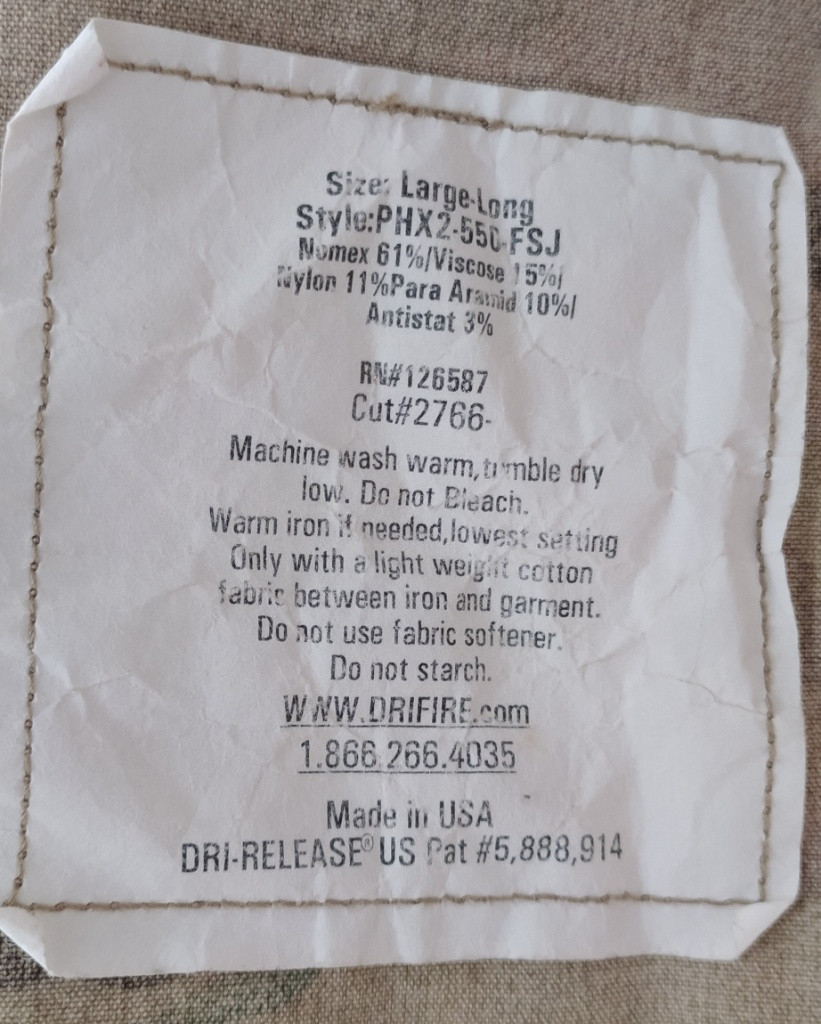 Size: Large-Long
Style:PHX2-550-FSJ
Nomex 61%/Viscose 15%/
Nylon 11%Para Aramid 10%/
Antistat 3%
RN#126587
Cut#2766-
Machine wash warm,tumble dry
low. Do not Bleach.
Warm iron if needed,lowest setting
Only with a light weight cotton
fabric between iron and garment.
Do not use fabric softener.
Do not starch.
WWW.DRIFIRE.com
1.866.266.4035
Made in USA
DRI-RELEASE® US Pat #5,888,914